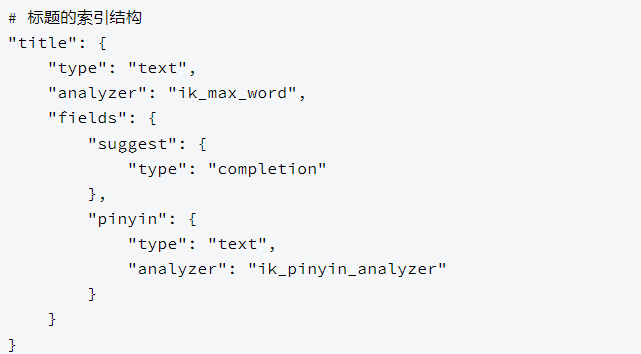 # 标题的索引结构
"title": {
    "type": "text",
    "analyzer": "ik_max_word",
    "fields": {
        "suggest": {
            "type": "completion"
        },
        "pinyin": {
            "type": "text",
            "analyzer": "ik_pinyin_analyzer"
        }
    }
}